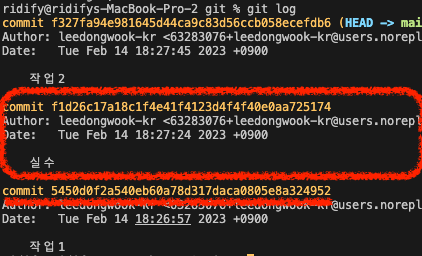 ridify@ridifys-MacBook-Pro-2 git % git log
commit f327fa94e981645d44ca9c83d56ccb058ecefdb6 (HEAD -> mai
Author: leedongwook-kr <63283076+leedongwook-kr@users.norepl
Date:   Tue Feb 14 18:27:45 2023 +0900
작업2
commit f1d26c17a18c1f4e41f4123d4f4f40e0aa725174
Author: leedongwook-kr <63283076+leedongwook-kr@users.norepl
Date:   Tue Feb 14 18:27:24 2023 +0900
실수
commit 5450d0f2a540eb60a78d317daca0805e8a324952
Author: leedongwook-kr <63283076+leedongwook-kr@users.norepl
Date:   Tue Feb 14 18:26:57 2023 +0900
작업1